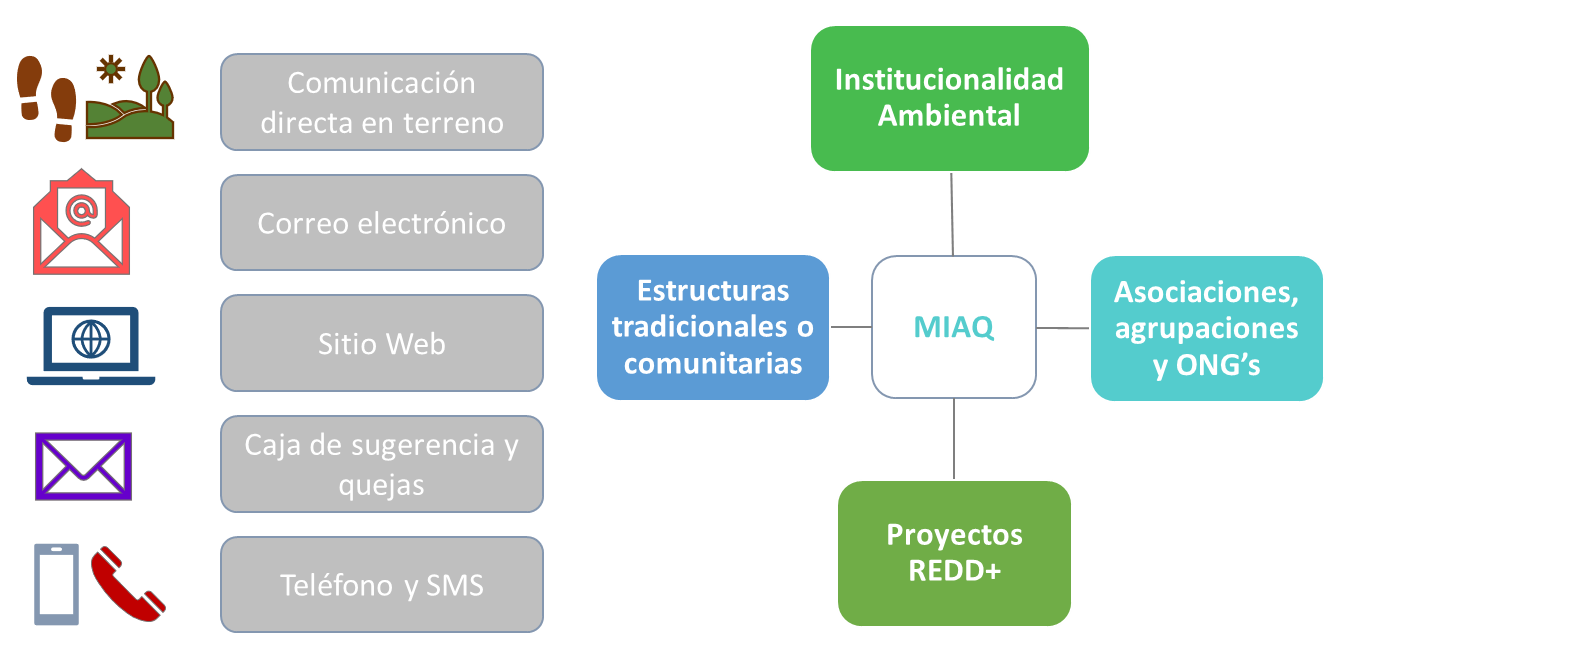 Comunicación
directa en terreno
Correo electrónico
Sitio Web
Caja de sugerencia y
quejas
Teléfono y SMS
Institucionalidad
Ambiental
Estructuras
tradicionales o
comunitarias
MIAQ
Asociaciones,
agrupaciones
y ONG’s
Proyectos
REDD+